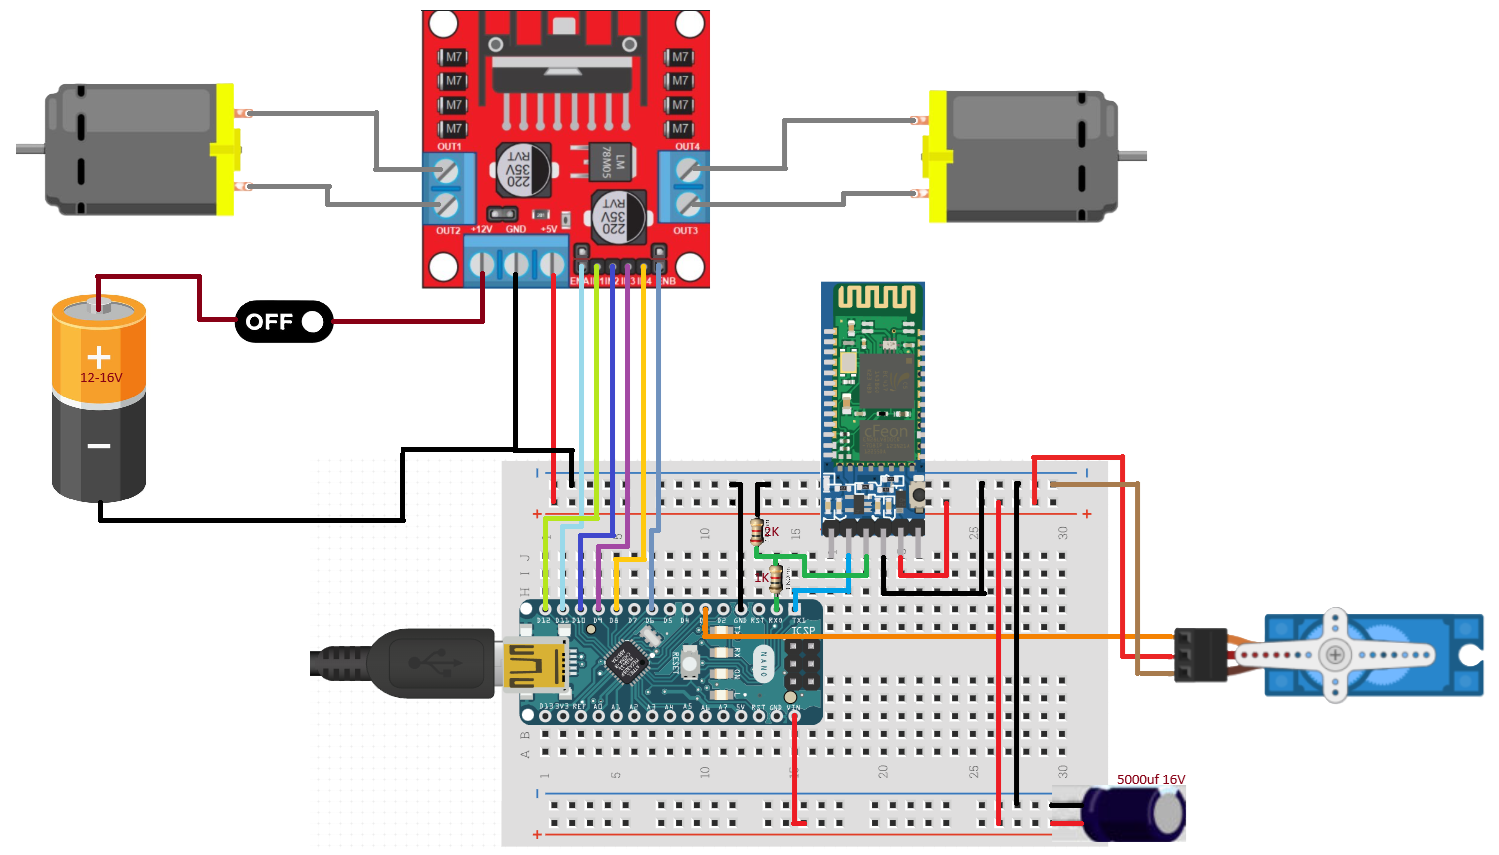 M7 M7
M7 M7
M7 M7
M7 M7
OUT1 OUT4
220 35V RVT
LM 78M05
220 35V RVT
OUT2 +12V GND +5V OUT3
ENA IN1 IN2 IN3 IN4 ENB
OFF
+
12-16V
−
cFeon
2K
1K
1 5 10 15 25 30
J
I
H
D12 D11 D10 D9 D8 D7 D6 D5 D4 D3 D2 GND RST RX0 TX1
TX RX ON L
RESET
NANO
ICSP
D13 3V3 REF A0 A1 A2 A3 A4 A5 A6 A7 5V RST GND VIN
B
A
1 5 10 15 20 25 30
5000uf 16V